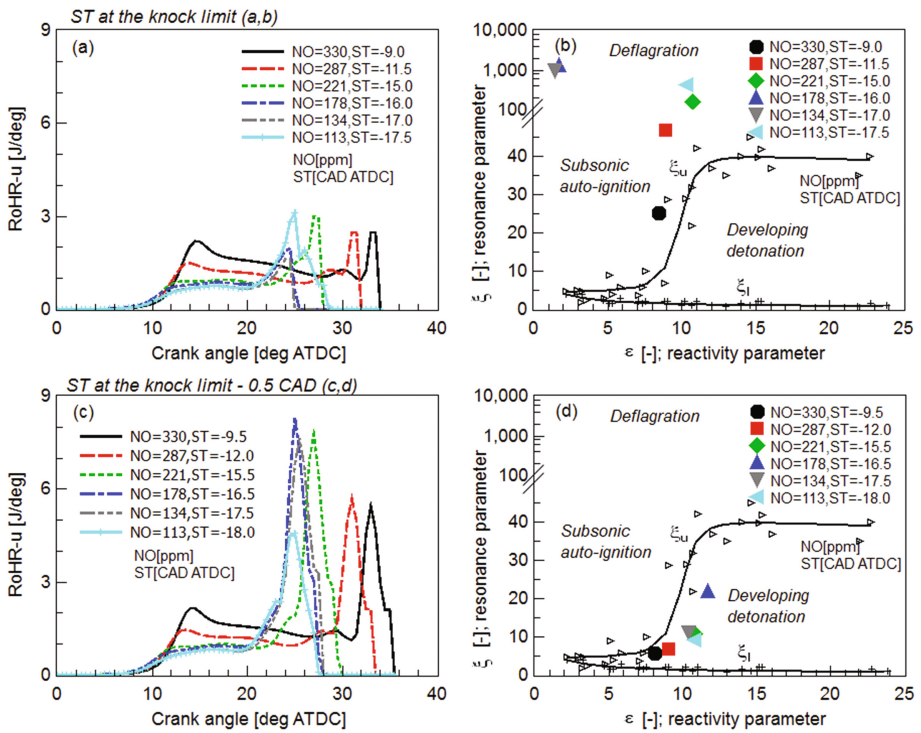 ST at the knock limit (a,b)
(a)
NO=330,ST=-9.0
NO=287,ST=-11.5
NO=221,ST=-15.0
NO=178,ST=-16.0
NO=134,ST=-17.0
NO=113,ST=-17.5
NO[ppm]
ST[CAD ATDC]
RoHR-u [J/deg]
9
6
3
0
0 10 20 30 40
Crank angle [deg ATDC]
(b)
Deflagration
NO=330,ST=-9.0
NO=287,ST=-11.5
NO=221,ST=-15.0
NO=178,ST=-16.0
NO=134,ST=-17.0
NO=113,ST=-17.5
NO[ppm]
ST[CAD ATDC]
Subsonic
auto-ignition
ξu
Developing
detonation
ξl
ξ [-]; resonance parameter
10,000
1,000
100
40
30
20
10
0
0 5 10 15 20 25
ε [-]; reactivity parameter
ST at the knock limit - 0.5 CAD (c,d)
(c)
NO=330,ST=-9.5
NO=287,ST=-12.0
NO=221,ST=-15.5
NO=178,ST=-16.5
NO=134,ST=-17.5
NO=113,ST=-18.0
NO[ppm]
ST[CAD ATDC]
RoHR-u [J/deg]
9
6
3
0
0 10 20 30 40
Crank angle [deg ATDC]
(d)
Deflagration
NO=330,ST=-9.5
NO=287,ST=-12.0
NO=221,ST=-15.5
NO=178,ST=-16.5
NO=134,ST=-17.5
NO=113,ST=-18.0
NO[ppm]
ST[CAD ATDC]
Subsonic
auto-ignition
ξu
Developing
detonation
ξl
ξ [-]; resonance parameter
10,000
1,000
100
40
30
20
10
0
0 5 10 15 20 25
ε [-]; reactivity parameter